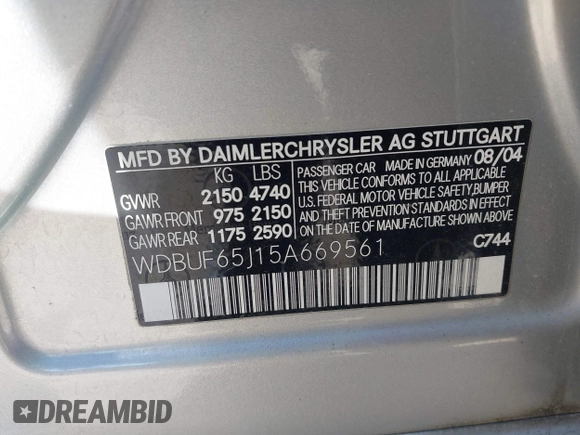 MFD BY DAIMLERCHRYSLER AG STUTTGART
KG LBS
GVWR 2150 4740
GAWR FRONT 975 2150
GAWR REAR 1175 2590
PASSENGER CAR MADE IN GERMANY 08/04
THIS VEHICLE CONFORMS TO ALL APPLICABLE
U.S. FEDERAL MOTOR VEHICLE SAFETY, BUMPER
AND THEFT PREVENTION STANDARDS IN EFFECT
ON THE DATE OF MANUFACTURE SHOWN ABOVE
WDBUF65J15A669561
C744
DREAMBID